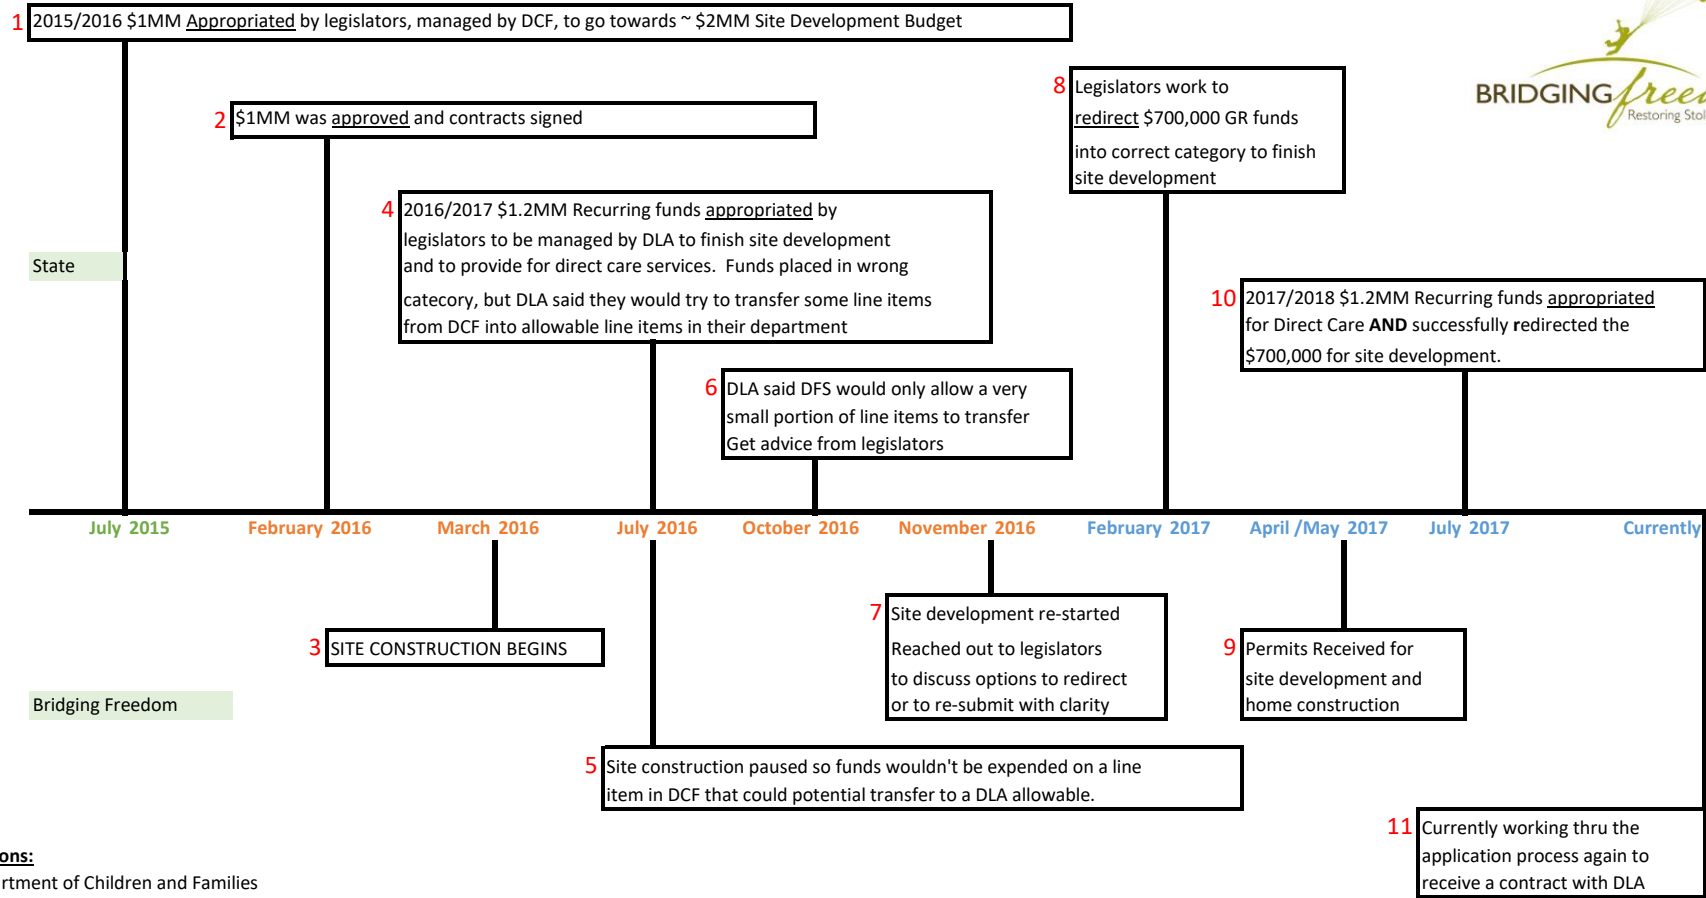 1 2015/2016 $1MM Appropriated by legislators, managed by DCF, to go towards ~ $2MM Site Development Budget
BRIDGING
2 $1MM was approved and contracts signed
8 Legislators work to
redirect $700,000 GR funds
into correct category to finish
site development
4 2016/2017 $1.2MM Recurring funds appropriated by
legislators to be managed by DLA to finish site development
and to provide for direct care services. Funds placed in wrong
catecory, but DLA said they would try to transfer some line items
from DCF into allowable line items in their department
State
10 2017/2018 $1.2MM Recurring funds appropriated
for Direct Care AND successfully redirected the
$700,000 for site development.
6 DLA said DFS would only allow a very
small portion of line items to transfer
Get advice from legislators
July 2015 February 2016 March 2016 July 2016 October 2016 November 2016 February 2017 April /May 2017 July 2017 Currently
3 SITE CONSTRUCTION BEGINS
7 Site development re-started
Reached out to legislators
to discuss options to redirect
or to re-submit with clarity
9 Permits Received for
site development and
home construction
Bridging Freedom
5 Site construction paused so funds wouldn't be expended on a line
item in DCF that could potential transfer to a DLA allowable.
11 Currently working thru the
application process again to
receive a contract with DLA
ons:
rtment of Children and Families